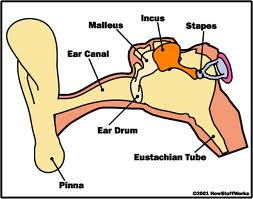 Incus
Malleus
Stapes
Ear Canal
Ear Drum
Eustachian Tube
Pinna
©2001 HowStuffWorks